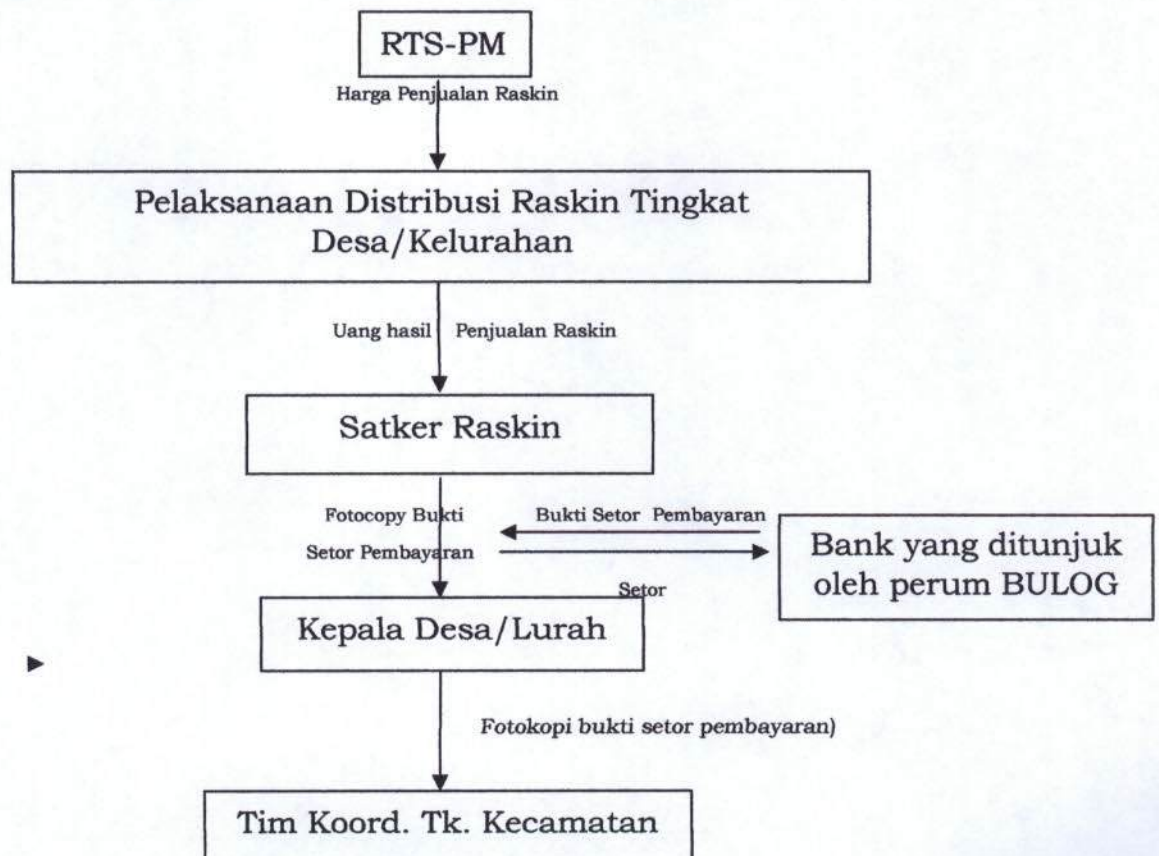 RTS-PM
Harga Penjualan Raskin
Pelaksanaan Distribusi Raskin Tingkat
Desa/Kelurahan
Uang hasil Penjualan Raskin
Satker Raskin
Fotocopy Bukti
Setor Pembayaran
Bukti Setor Pembayaran
Setor
Bank yang ditunjuk
oleh perum BULOG
Kepala Desa/Lurah
Fotokopi bukti setor pembayaran)
Tim Koord. Tk. Kecamatan